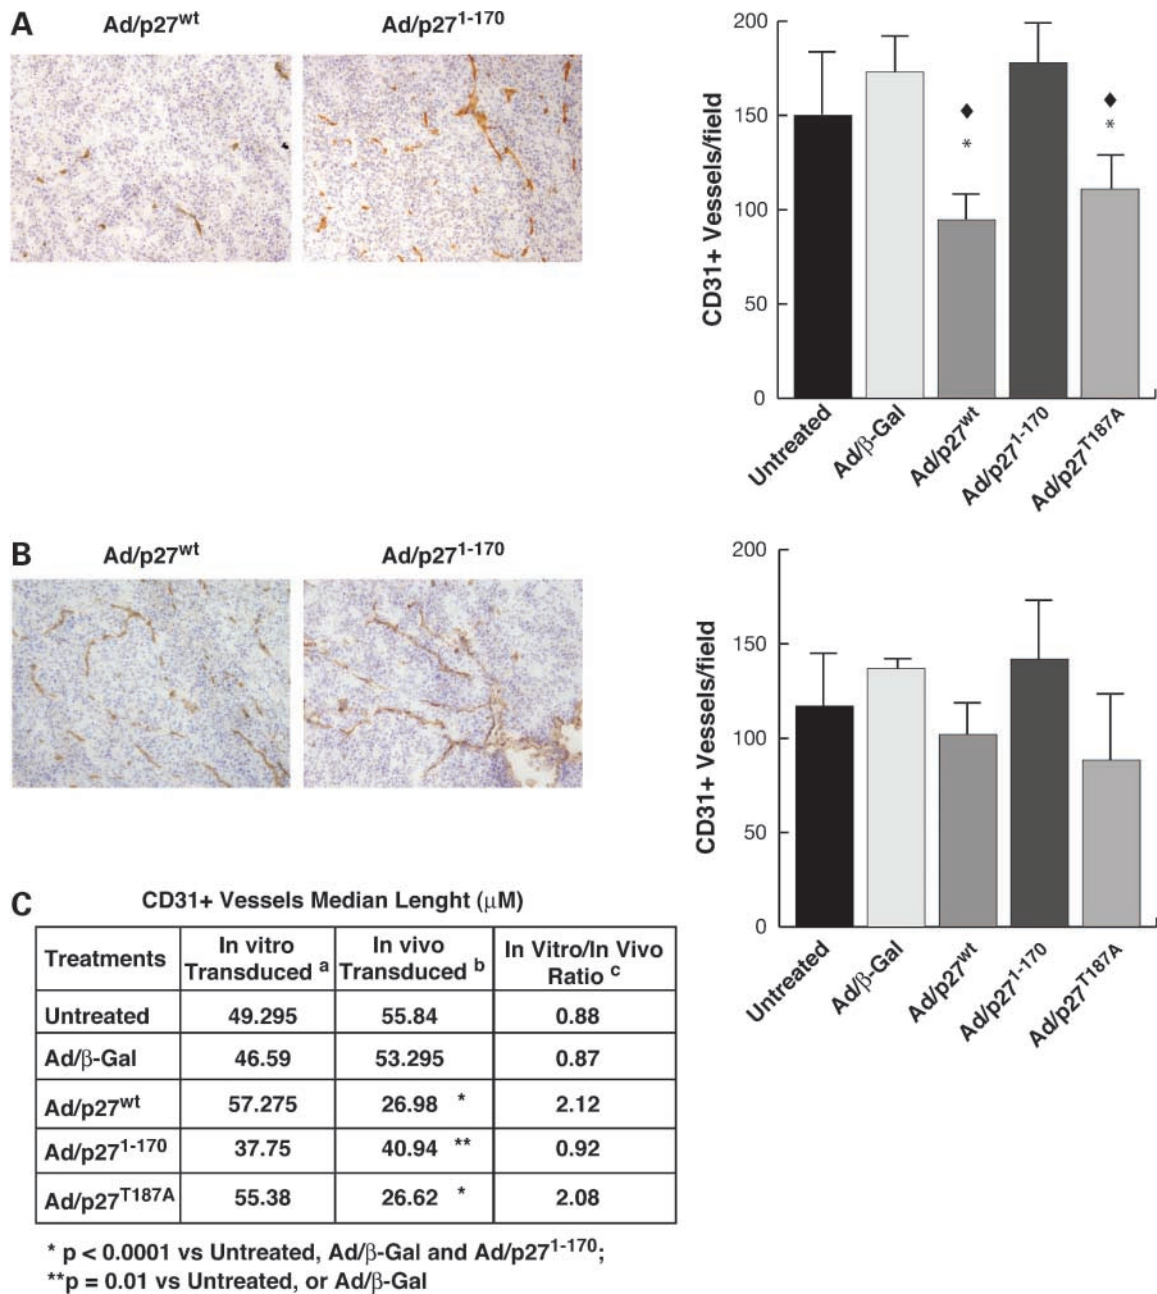 A
Ad/p27wt
Ad/p271-170
CD31+ Vessels/field
200
150
100
50
0
♦
*
♦
*
Untreated
Ad/β-Gal
Ad/p27wt
Ad/p271-170
Ad/p27T187A
B
Ad/p27wt
Ad/p271-170
CD31+ Vessels/field
200
150
100
50
0
Untreated
Ad/β-Gal
Ad/p27wt
Ad/p271-170
Ad/p27T187A
C
CD31+ Vessels Median Lenght (μM)
Treatments
In vitro
Transduced a
In vivo
Transduced b
In Vitro/In Vivo
Ratio c
Untreated 49.295 55.84 0.88
Ad/β-Gal 46.59 53.295 0.87
Ad/p27wt 57.275 26.98 * 2.12
Ad/p271-170 37.75 40.94 ** 0.92
Ad/p27T187A 55.38 26.62 * 2.08
* p < 0.0001 vs Untreated, Ad/β-Gal and Ad/p271-170;
**p = 0.01 vs Untreated, or Ad/β-Gal